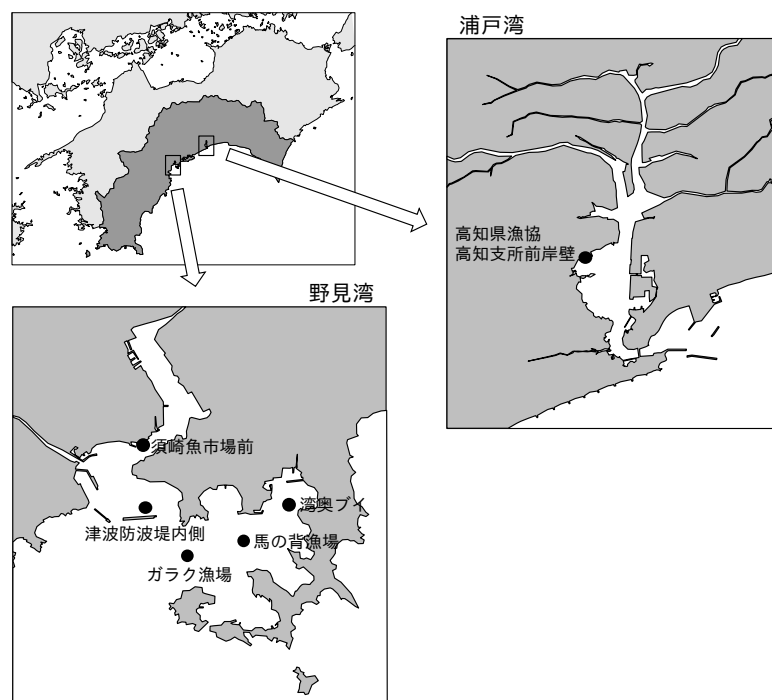 浦戸湾
高知県漁協
高知支所前岸壁
野見湾
須崎魚市場前
湾奥ブイ
津波防波堤内側
馬の背漁場
ガラク漁場